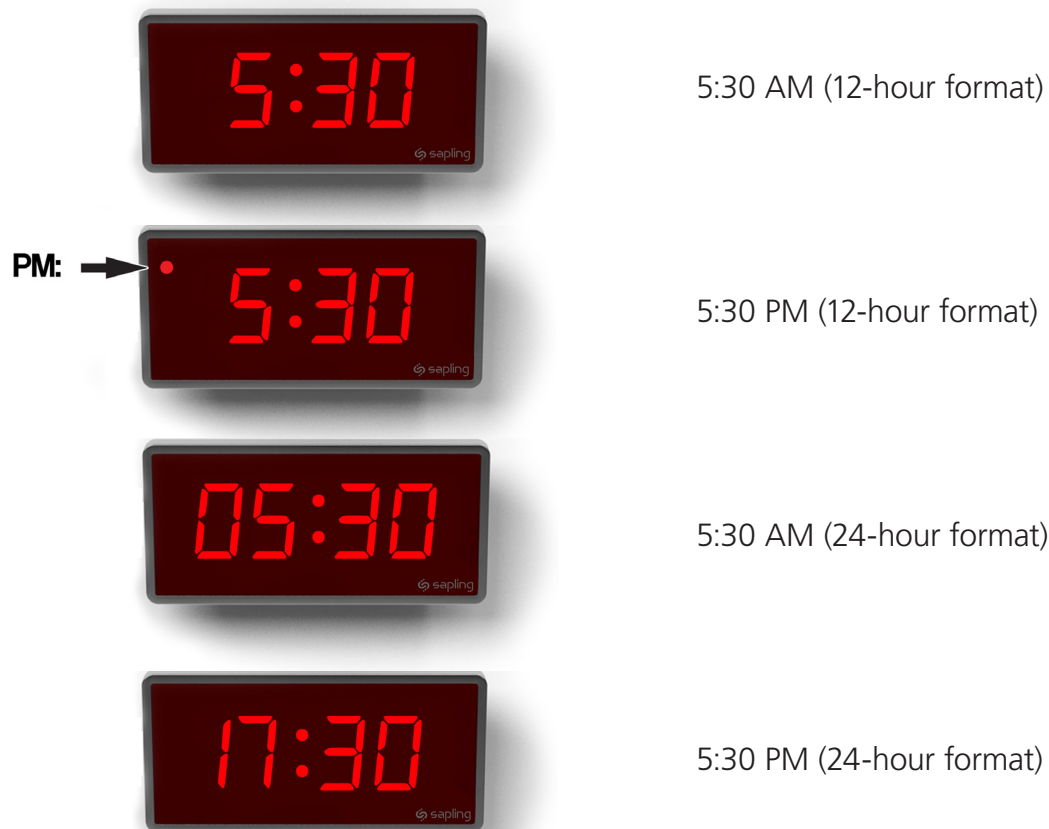 5:30
sapling
5:30 AM (12-hour format)
PM:
5:30
sapling
5:30 PM (12-hour format)
05:30
sapling
5:30 AM (24-hour format)
17:30
sapling
5:30 PM (24-hour format)